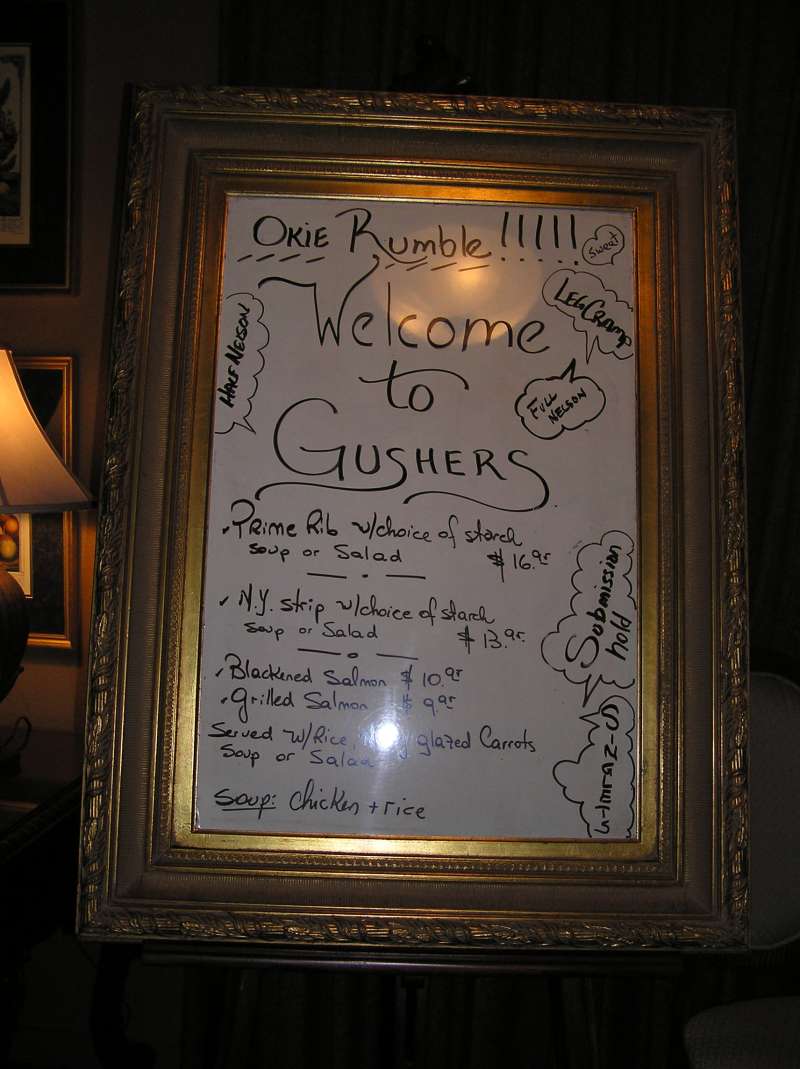 OKIE Rumble !!!!!
Sweat
Welcome
to
GUSHERS
HALF NELSON
LEG CRAMP
FULL NELSON
Prime Rib w/choice of starch
Soup or Salad $16.95
N.Y. strip w/choice of starch
Soup or Salad $13.95
Blackened Salmon $10.95
Grilled Salmon $9.95
Served w/Rice, glazed Carrots
Soup or Salad
Soup: Chicken + rice
Submission
Hold